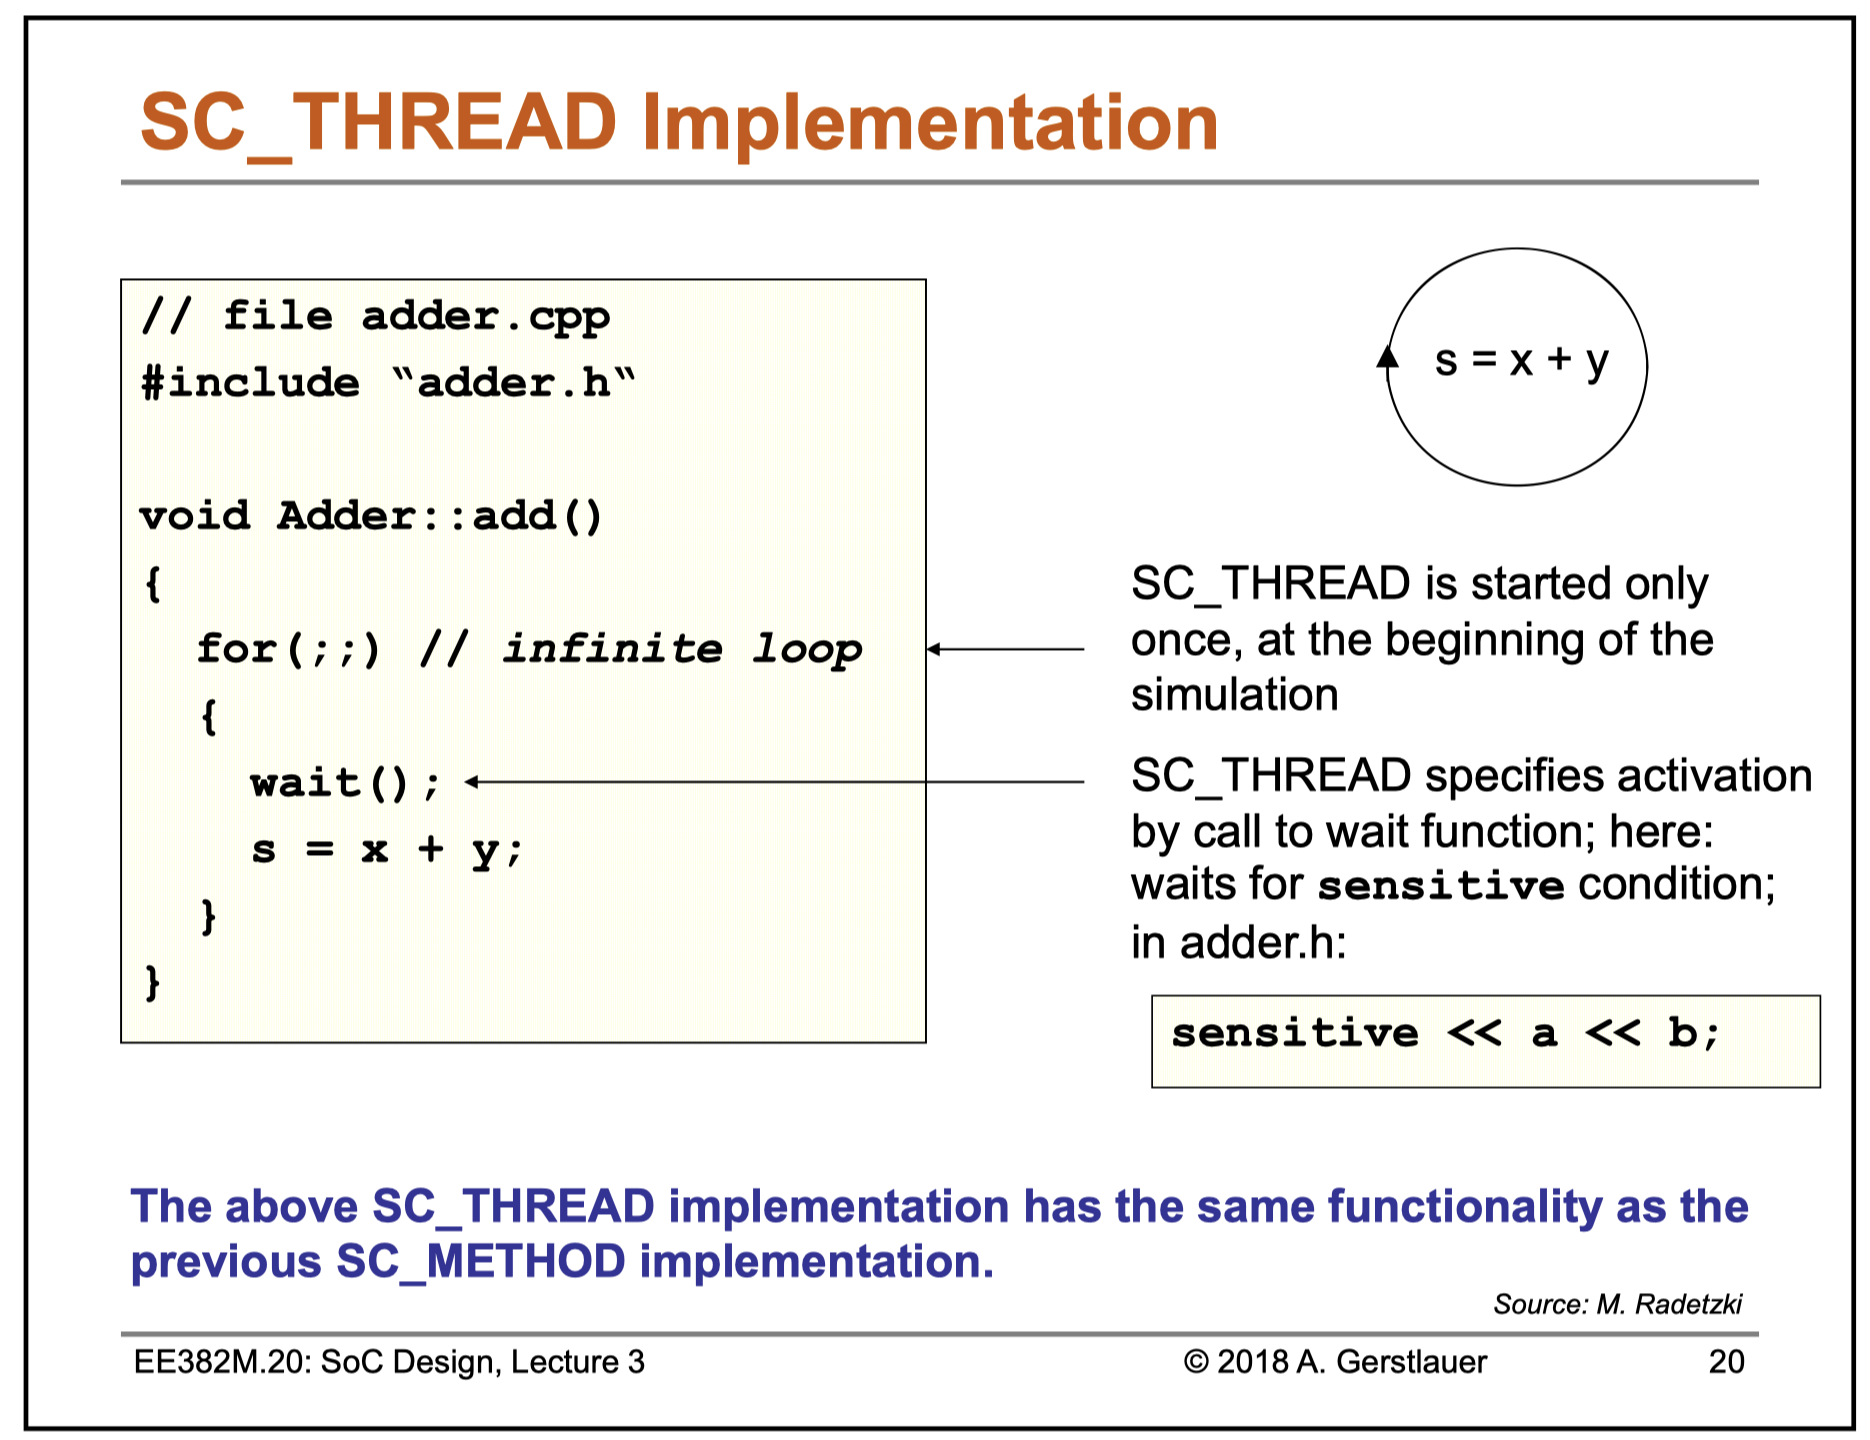 SC_THREAD Implementation
// file adder.cpp
#include “adder.h“
void Adder::add()
{
for(;;) // infinite loop
{
wait();
s = x + y;
}
}
s = x + y
SC_THREAD is started only
once, at the beginning of the
simulation
SC_THREAD specifies activation
by call to wait function; here:
waits for sensitive condition;
in adder.h:
sensitive << a << b;
The above SC_THREAD implementation has the same functionality as the
previous SC_METHOD implementation.
Source: M. Radetzki
EE382M.20: SoC Design, Lecture 3
© 2018 A. Gerstlauer
20